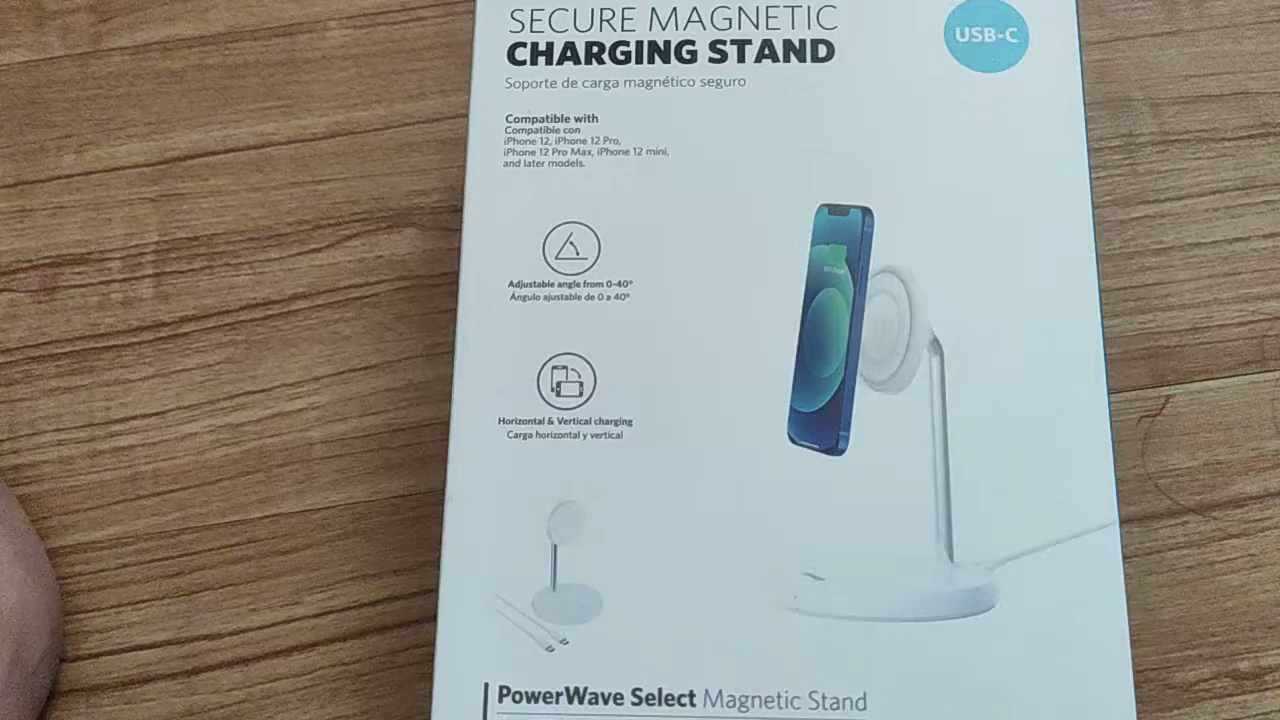 SECURE MAGNETIC
CHARGING STAND
USB-C
Soporte de carga magnético seguro
Compatible with
Compatible con
iPhone 12, iPhone 12 Pro,
iPhone 12 Pro Max, iPhone 12 mini,
and later models.
Adjustable angle from 0-40°
Ángulo ajustable de 0 a 40°
Horizontal & Vertical charging
Carga horizontal y vertical
PowerWave Select Magnetic Stand